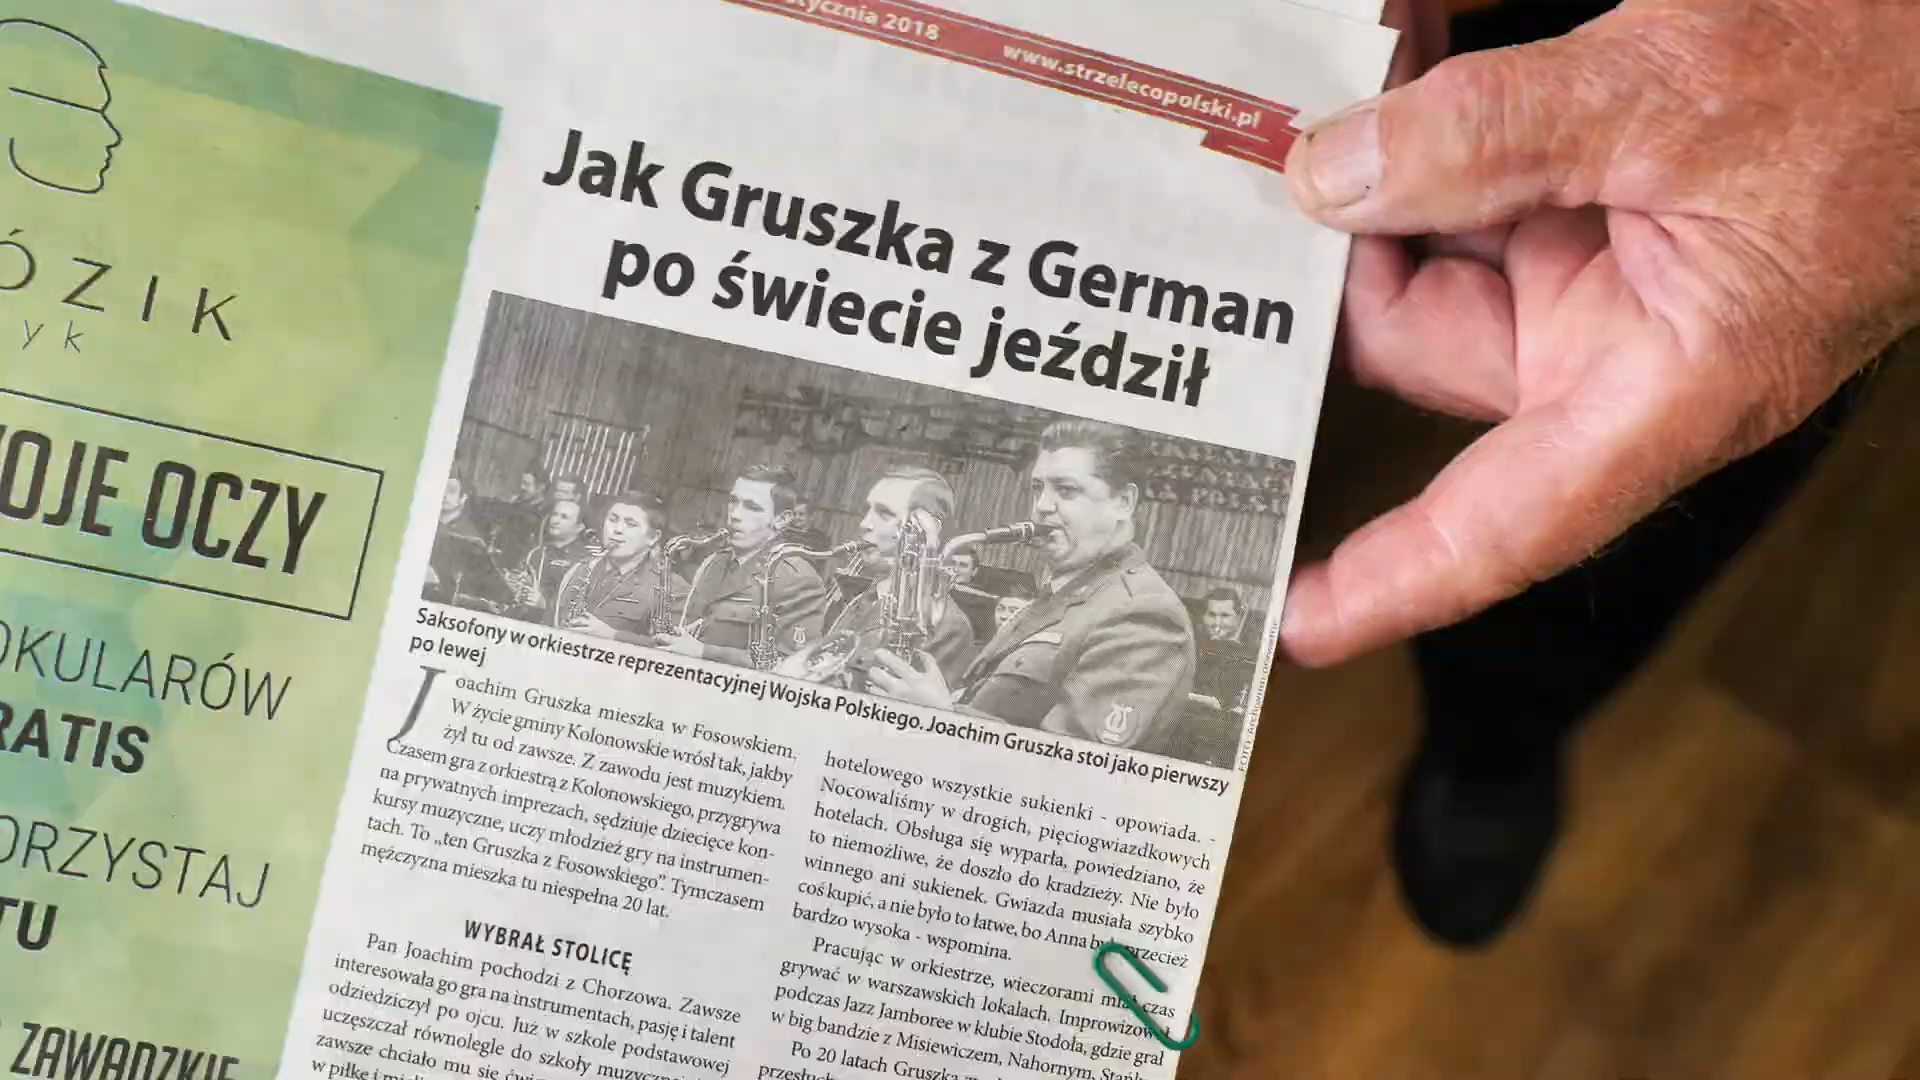 stycznia 2018 www.strzelecopolski.pl
ÓZIK
yk
WOJE OCZY
OKULARÓW
RATIS
ORZYSTAJ
TU
ZAWADZKIE
Jak Gruszka z German
po świecie jeździł
Saksofony w orkiestrze reprezentacyjnej Wojska Polskiego. Joachim Gruszka stoi jako pierwszy
po lewej
Joachim Gruszka mieszka w Fosowskiem.
W życie gminy Kolonowskie wrósł tak, jakby
żył tu od zawsze. Z zawodu jest muzykiem.
Czasem gra z orkiestrą z Kolonowskiego, przygrywa
na prywatnych imprezach, sędziuje dziecięce kon-
kursy muzyczne, uczy młodzież gry na instrumen-
tach. To „ten Gruszka z Fosowskiego”. Tymczasem
mężczyzna mieszka tu niespełna 20 lat.
WYBRAŁ STOLICĘ
Pan Joachim pochodzi z Chorzowa. Zawsze
interesowała go gra na instrumentach, pasję i talent
odziedziczył po ojcu. Już w szkole podstawowej
uczęszczał równolegle do szkoły
zawsze chciało mu się
w piłkę i
hotelowego wszystkie sukienki - opowiada. -
Nocowaliśmy w drogich, pięciogwiazdkowych
hotelach. Obsługa się wyparła, powiedziano, że
to niemożliwe, że doszło do kradzieży. Nie było
winnego ani sukienek. Gwiazda musiała szybko
coś kupić, a nie było to łatwe, bo Anna była przecież
bardzo wysoka - wspomina.
Pracując w orkiestrze, wieczorami miał czas
grywać w warszawskich lokalach. Improwizował
podczas Jazz Jamboree w klubie Stodoła, gdzie grał
w big bandzie z Misiewiczem, Nahornym,
Po 20 latach Gruszka